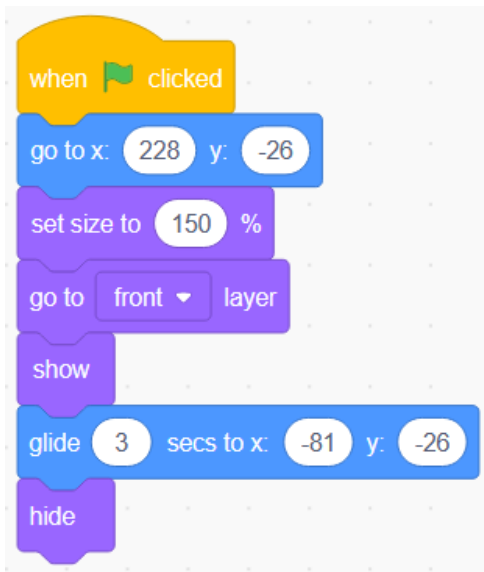 when clicked
go to x: 228 y: -26
set size to 150 %
go to front layer
show
glide 3 secs to x: -81 y: -26
hide